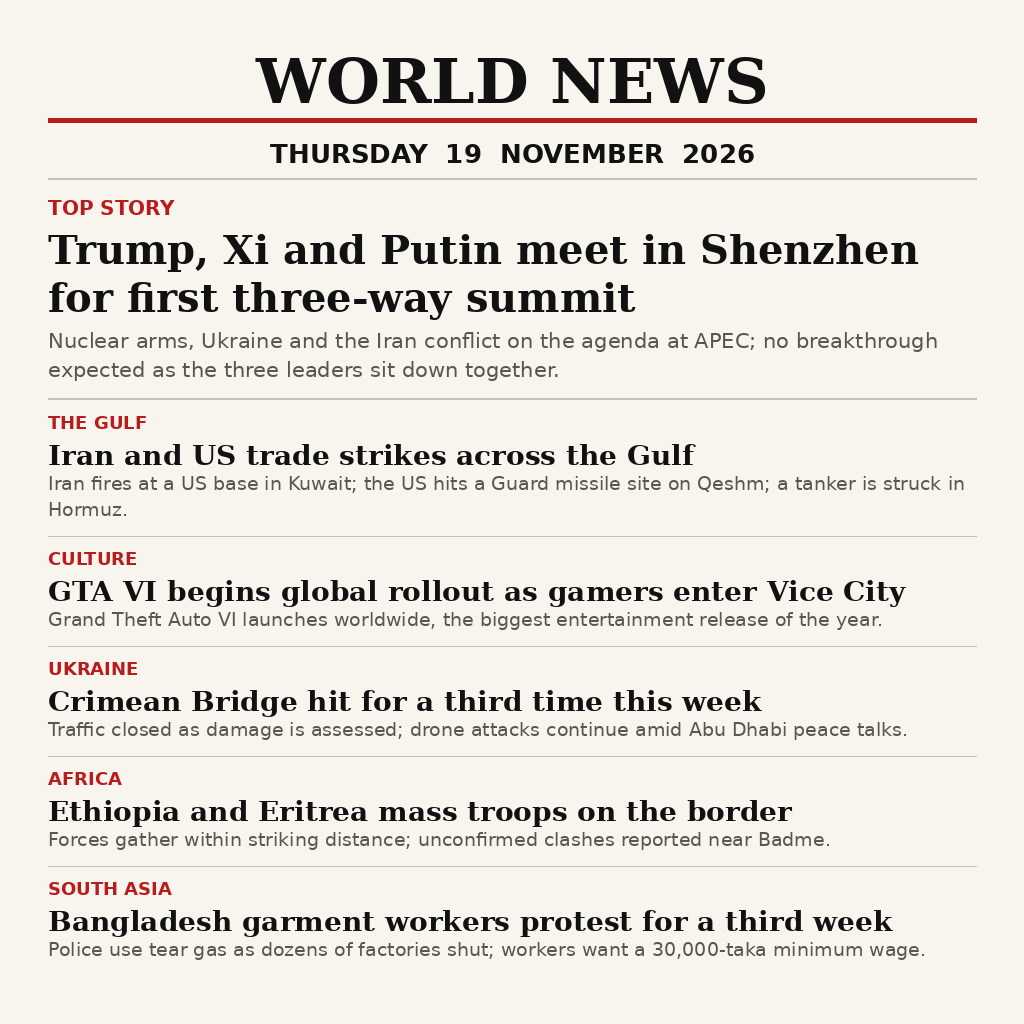 WORLD NEWS
THURSDAY 19 NOVEMBER 2026
TOP STORY
Trump, Xi and Putin meet in Shenzhen
for first three-way summit
Nuclear arms, Ukraine and the Iran conflict on the agenda at APEC; no breakthrough
expected as the three leaders sit down together.
THE GULF
Iran and US trade strikes across the Gulf
Iran fires at a US base in Kuwait; the US hits a Guard missile site on Qeshm; a tanker is struck in
Hormuz.
CULTURE
GTA VI begins global rollout as gamers enter Vice City
Grand Theft Auto VI launches worldwide, the biggest entertainment release of the year.
UKRAINE
Crimean Bridge hit for a third time this week
Traffic closed as damage is assessed; drone attacks continue amid Abu Dhabi peace talks.
AFRICA
Ethiopia and Eritrea mass troops on the border
Forces gather within striking distance; unconfirmed clashes reported near Badme.
SOUTH ASIA
Bangladesh garment workers protest for a third week
Police use tear gas as dozens of factories shut; workers want a 30,000-taka minimum wage.